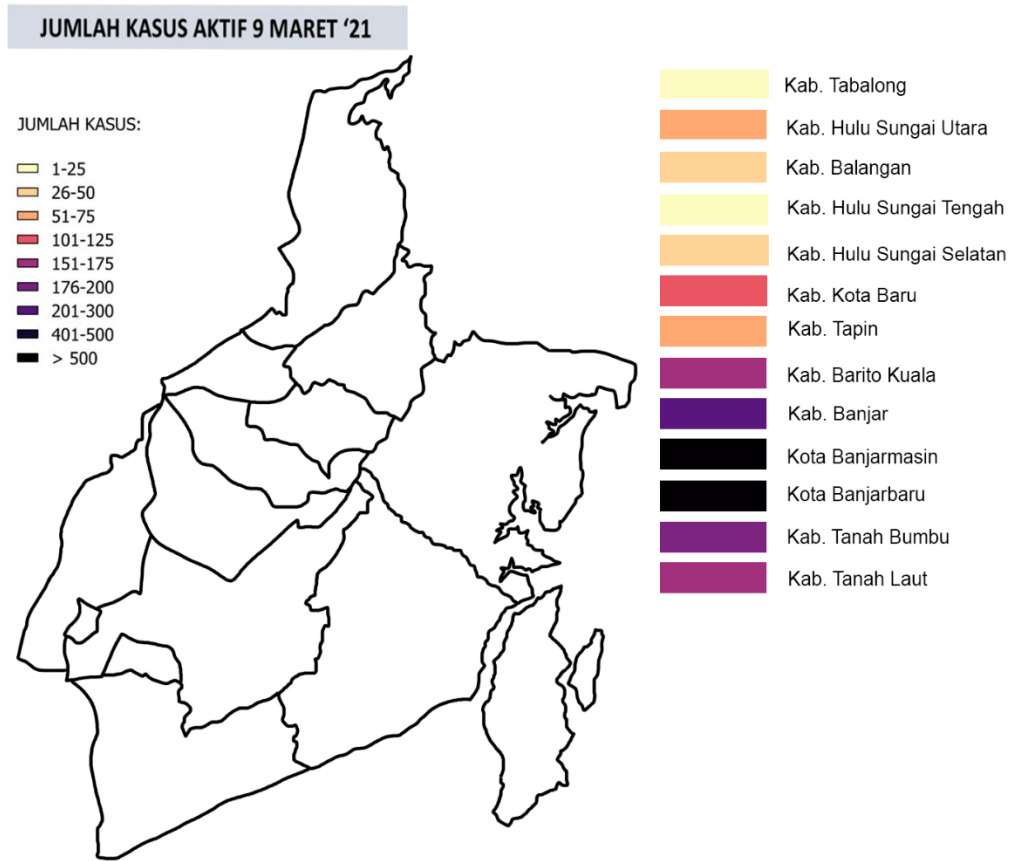 JUMLAH KASUS AKTIF 9 MARET ‘21
JUMLAH KASUS:
1-25
26-50
51-75
101-125
151-175
176-200
201-300
401-500
> 500
Kab. Tabalong
Kab. Hulu Sungai Utara
Kab. Balangan
Kab. Hulu Sungai Tengah
Kab. Hulu Sungai Selatan
Kab. Kota Baru
Kab. Tapin
Kab. Barito Kuala
Kab. Banjar
Kota Banjarmasin
Kota Banjarbaru
Kab. Tanah Bumbu
Kab. Tanah Laut